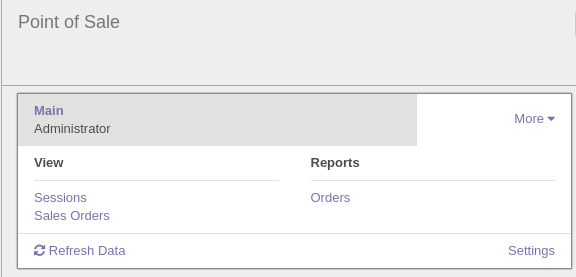 Point of Sale
Main
Administrator
More
View
Reports
Sessions
Orders
Sales Orders
Refresh Data
Settings